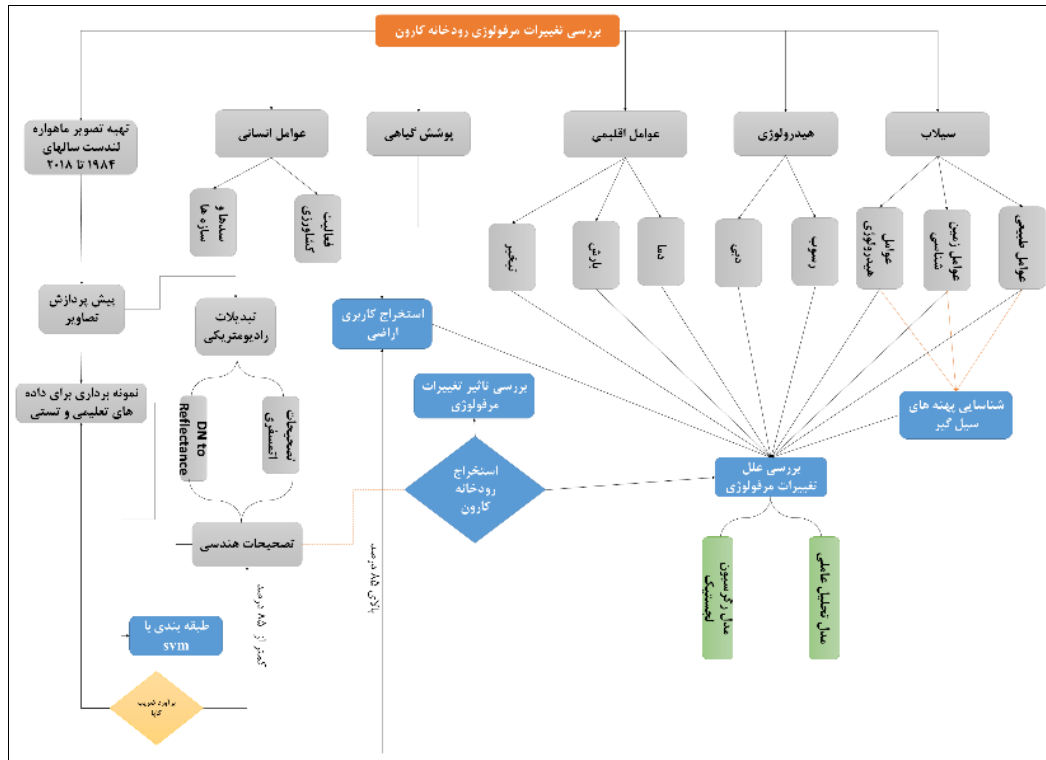 بررسی تغییرات مرفولوژی رودخانه کارون
سیلاب
هیدرولوژی
عوامل اقلیمی
پوشش گیاهی
عوامل انسانی
تهیه تصویر ماهواره
لندست سالهای
۱۹۸۴ تا ۲۰۱۸
عوامل طبیعی
عوامل زمین
شناسی
عوامل
هیدرولوژی
رسوب
دبی
دما
بارش
تبخیر
فعالیت
کشاورزی
سدها و
سازه ها
پیش پردازش
تصاویر
تبدیلات
رادیومتریکی
استخراج کاربری
اراضی
نمونه برداری برای داده
های تعلیمی و تستی
بررسی تاثیر تغییرات
مرفولوژی
شناسایی پهنه های
سیل گیر
تصحیحات
اتمسفری
DN to
Reflectance
استخراج
رودخانه
کارون
بررسی علل
تغییرات مرفولوژی
تصحیحات هندسی
بالای ۸۵ درصد
کمتر از ۸۵ درصد
مدل تحلیل عاملی
مدل رگرسیون
لجستیک
طبقه بندی با
svm
برآورد ضریب
کاپا